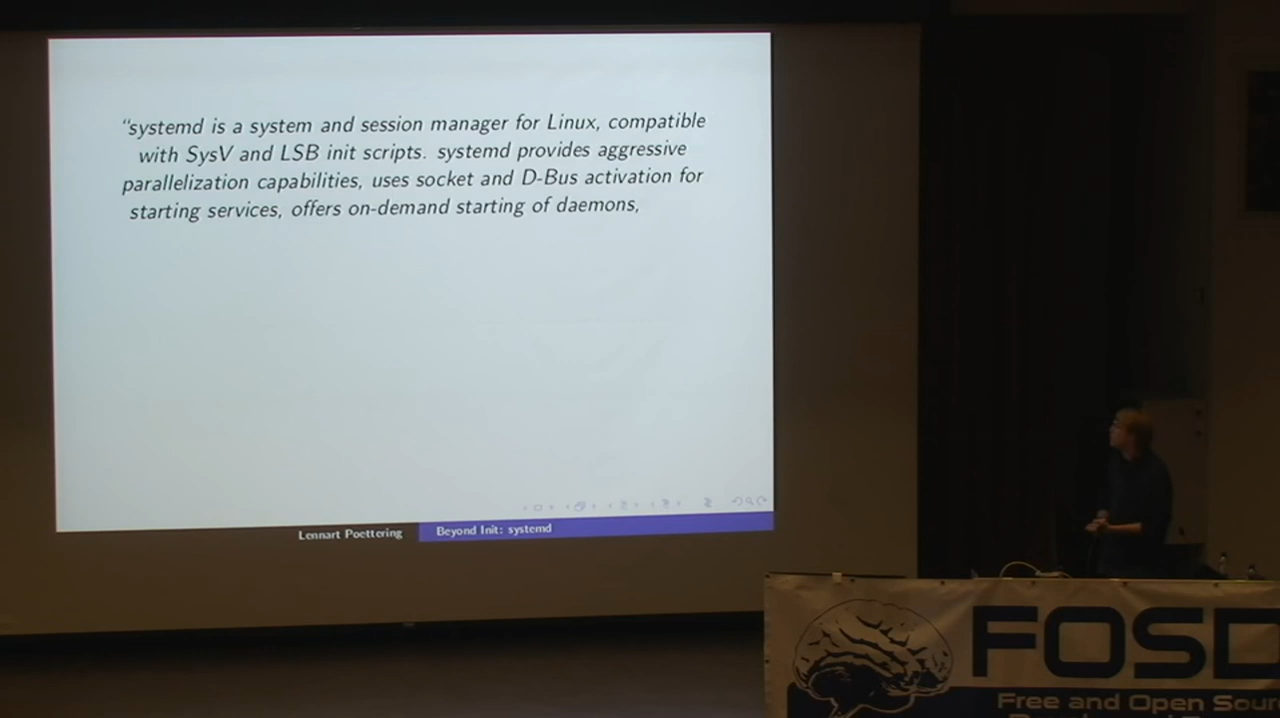 “systemd is a system and session manager for Linux, compatible
with SysV and LSB init scripts. systemd provides aggressive
parallelization capabilities, uses socket and D-Bus activation for
starting services, offers on-demand starting of daemons,
Lennart Poettering
Beyond Init: systemd
FOSD
Free and Open Sour